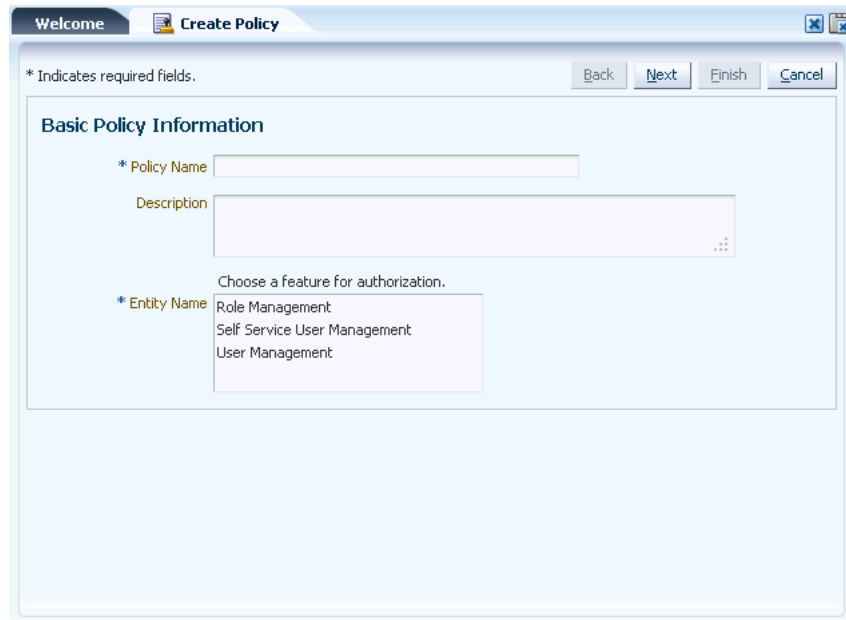 Welcome
Create Policy
* Indicates required fields.
Back Next Finish Cancel
Basic Policy Information
* Policy Name
Description
Choose a feature for authorization.
* Entity Name
Role Management
Self Service User Management
User Management